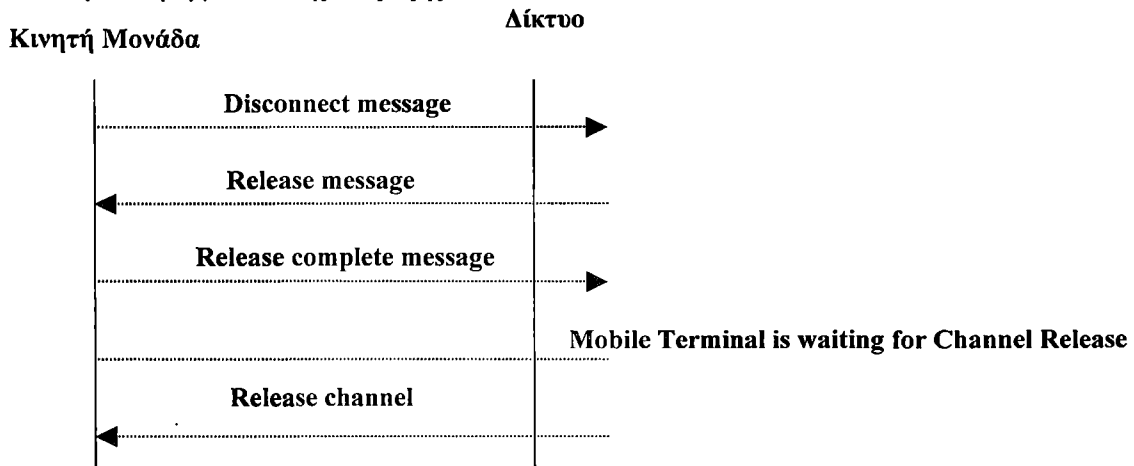 Δίκτυο
Κινητή Μονάδα
Disconnect message
Release message
Release complete message
Mobile Terminal is waiting for Channel Release
Release channel